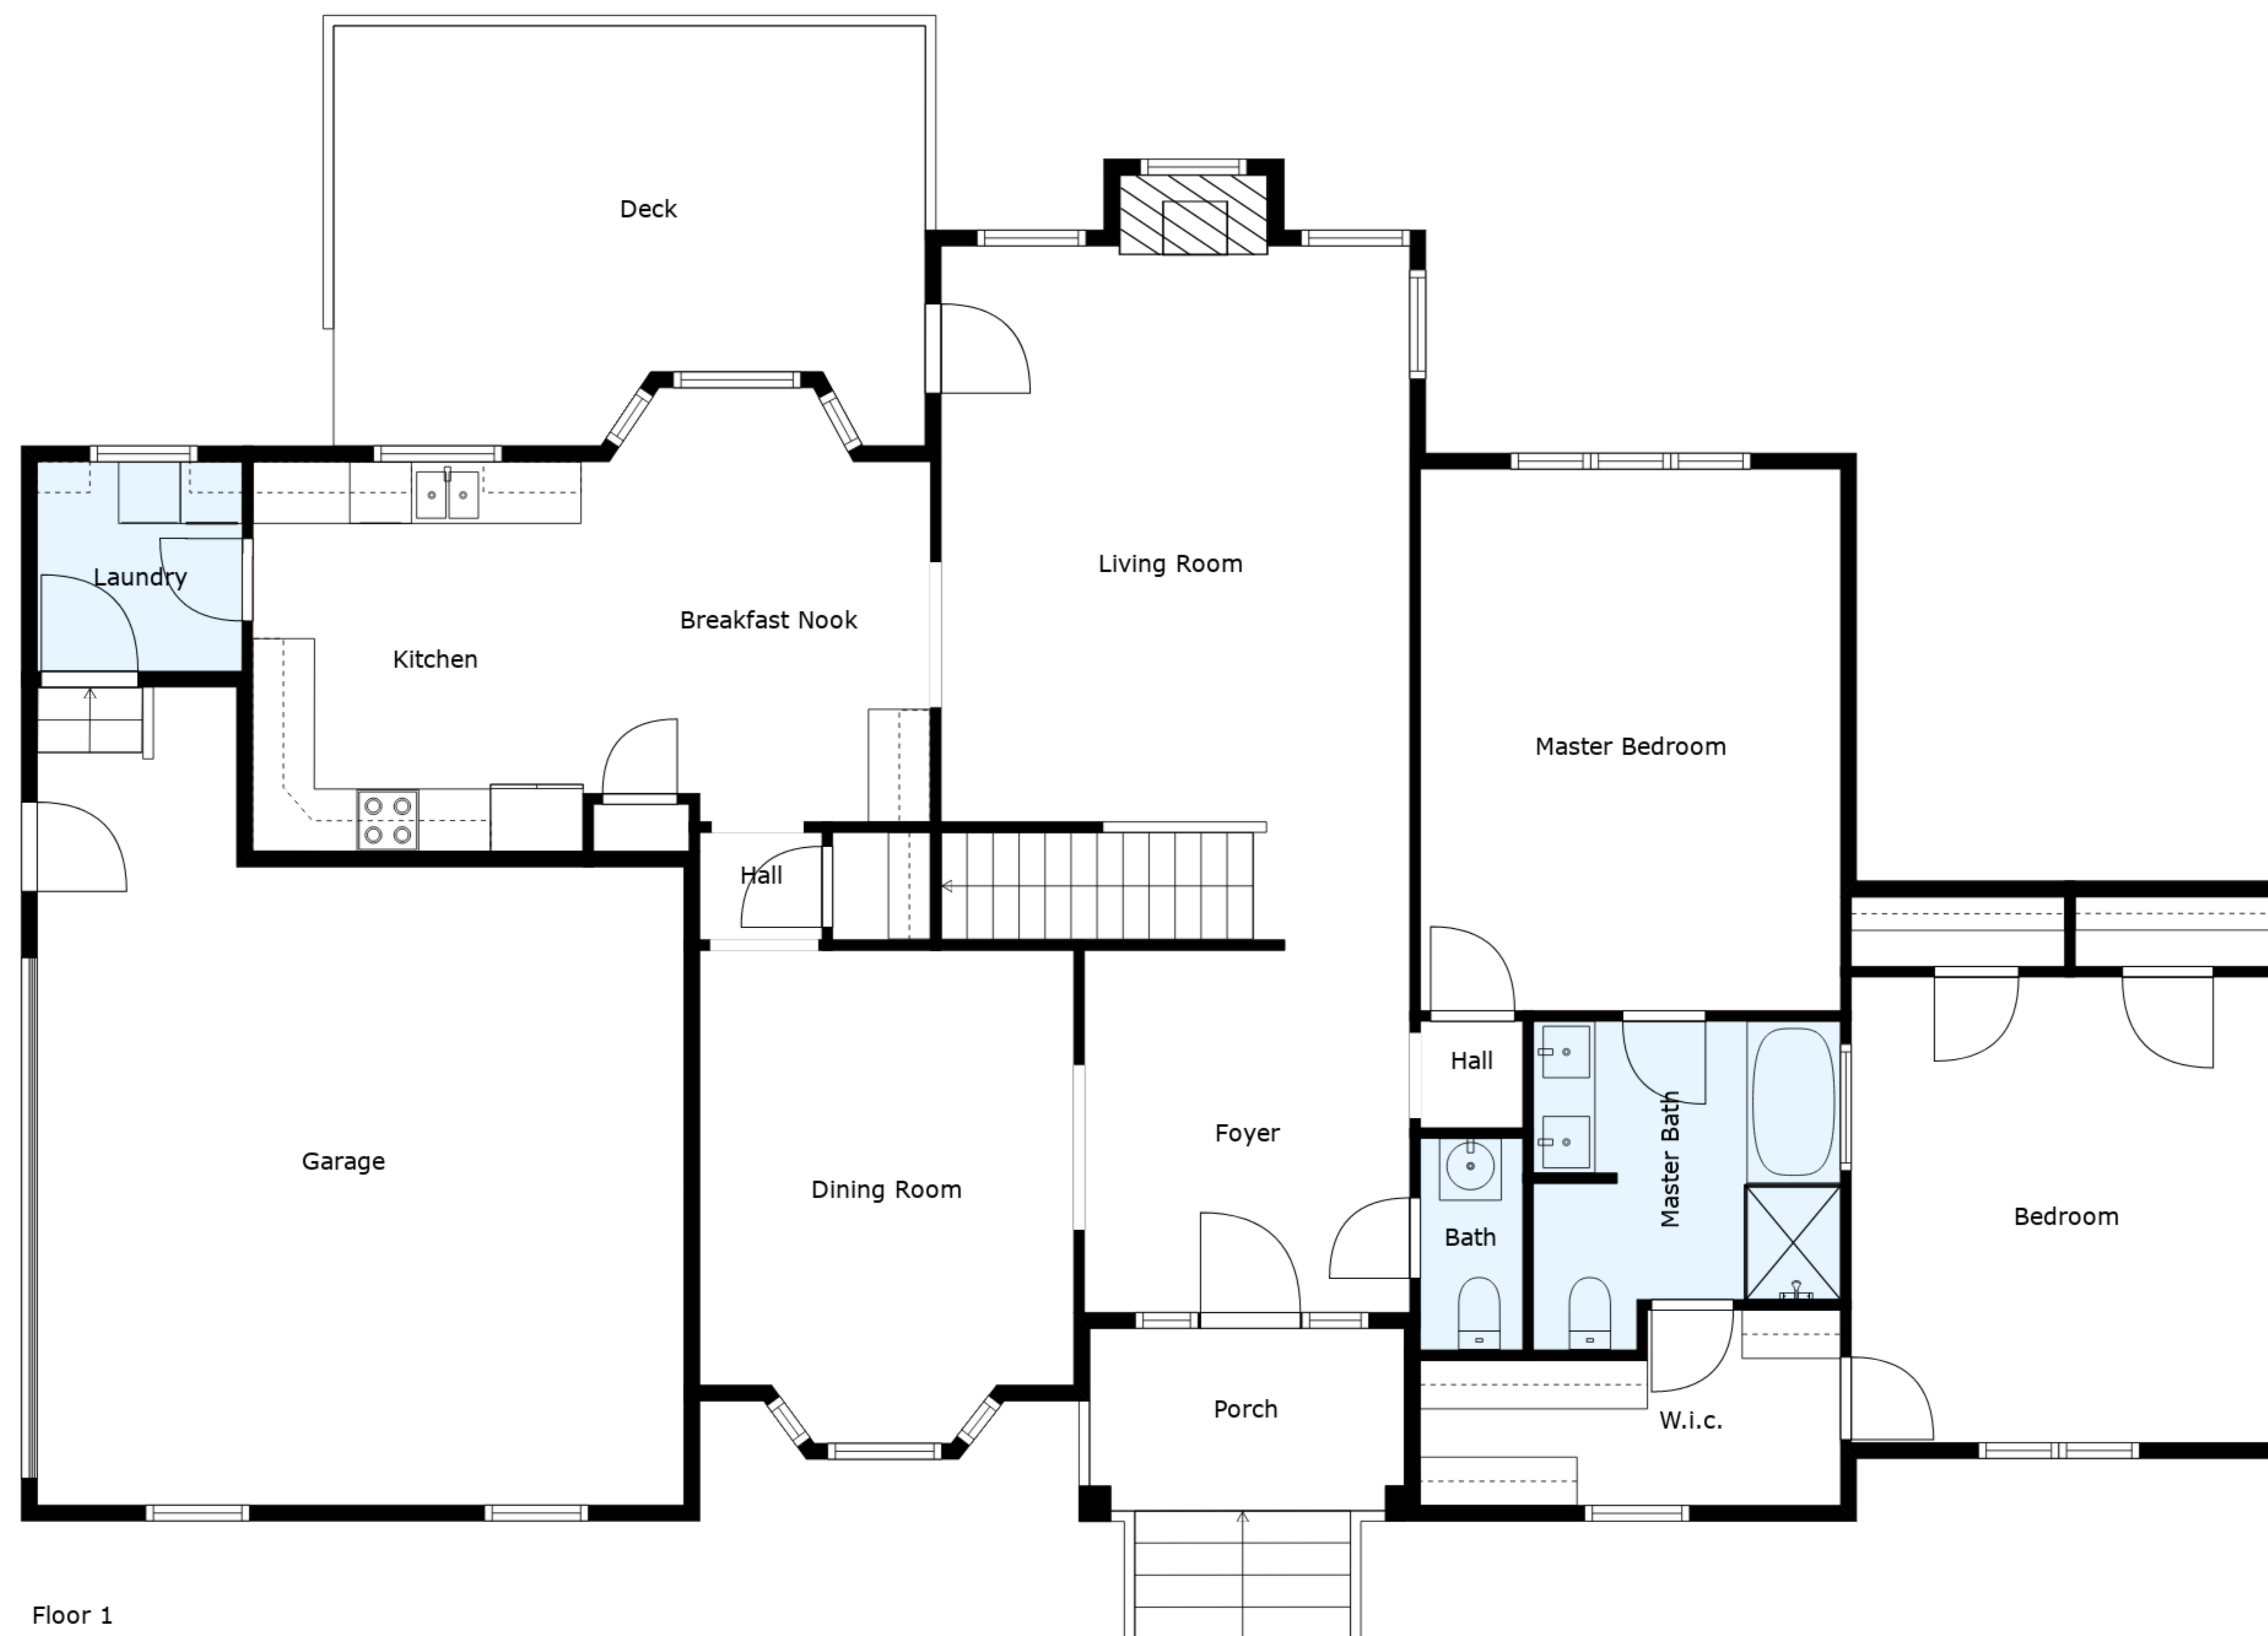 Deck
Living Room
Laundry
Breakfast Nook
Kitchen
Master Bedroom
Hall
Hall
Foyer
Master Bath
Garage
Dining Room
Bath
Bedroom
Porch
W.i.c.
Floor 1